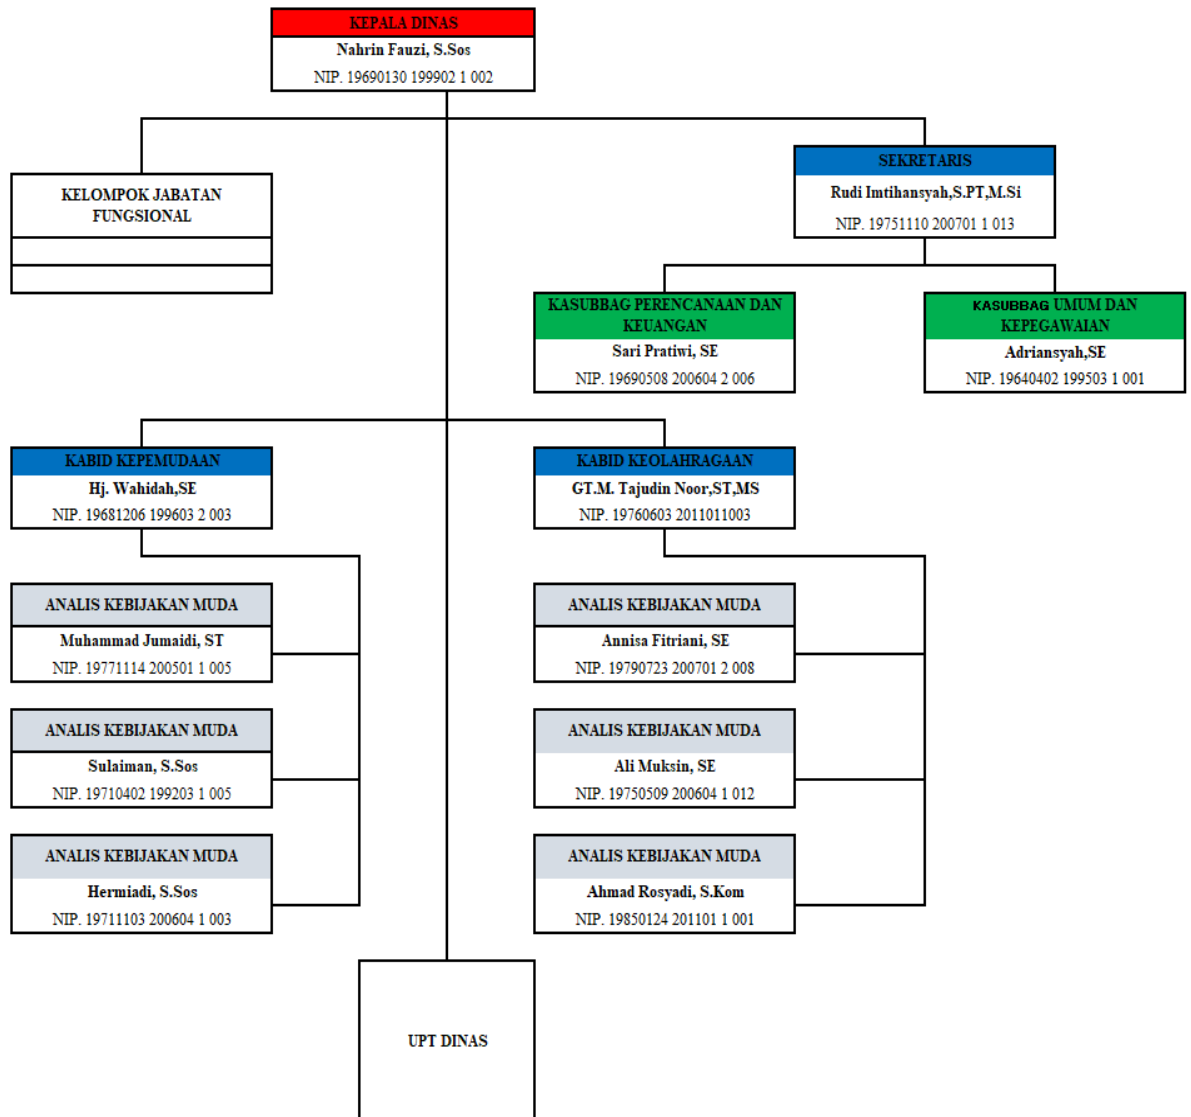 KEPALA DINAS
Nahrin Fauzi, S.Sos
NIP. 19690130 199902 1 002
KELOMPOK JABATAN
FUNGSIONAL
SEKRETARIS
Rudi Imtihansyah,S.PT,M.Si
NIP. 19751110 200701 1 013
KASUBBAG PERENCANAAN DAN
KEUANGAN
Sari Pratiwi, SE
NIP. 19690508 200604 2 006
KASUBBAG UMUM DAN
KEPEGAWAIAN
Adriansyah,SE
NIP. 19640402 199503 1 001
KABID KEPEMUDAAN
Hj. Wahidah,SE
NIP. 19681206 199603 2 003
KABID KEOLAHRAGAAN
GT.M. Tajudin Noor,ST,MS
NIP. 19760603 2011011003
ANALIS KEBIJAKAN MUDA
Muhammad Jumaidi, ST
NIP. 19771114 200501 1 005
ANALIS KEBIJAKAN MUDA
Sulaiman, S.Sos
NIP. 19710402 199203 1 005
ANALIS KEBIJAKAN MUDA
Hermiadi, S.Sos
NIP. 19711103 200604 1 003
ANALIS KEBIJAKAN MUDA
Annisa Fitriani, SE
NIP. 19790723 200701 2 008
ANALIS KEBIJAKAN MUDA
Ali Muksin, SE
NIP. 19750509 200604 1 012
ANALIS KEBIJAKAN MUDA
Ahmad Rosyadi, S.Kom
NIP. 19850124 201101 1 001
UPT DINAS